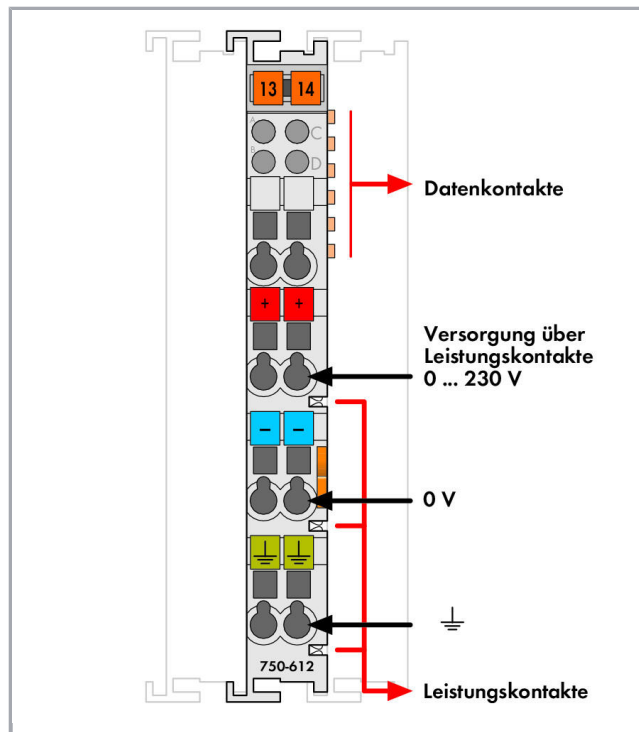 13 14
A C
B D
Datenkontakte
+ +
Versorgung über
Leistungskontakte
0 ... 230 V
– –
0 V
750-612
Leistungskontakte